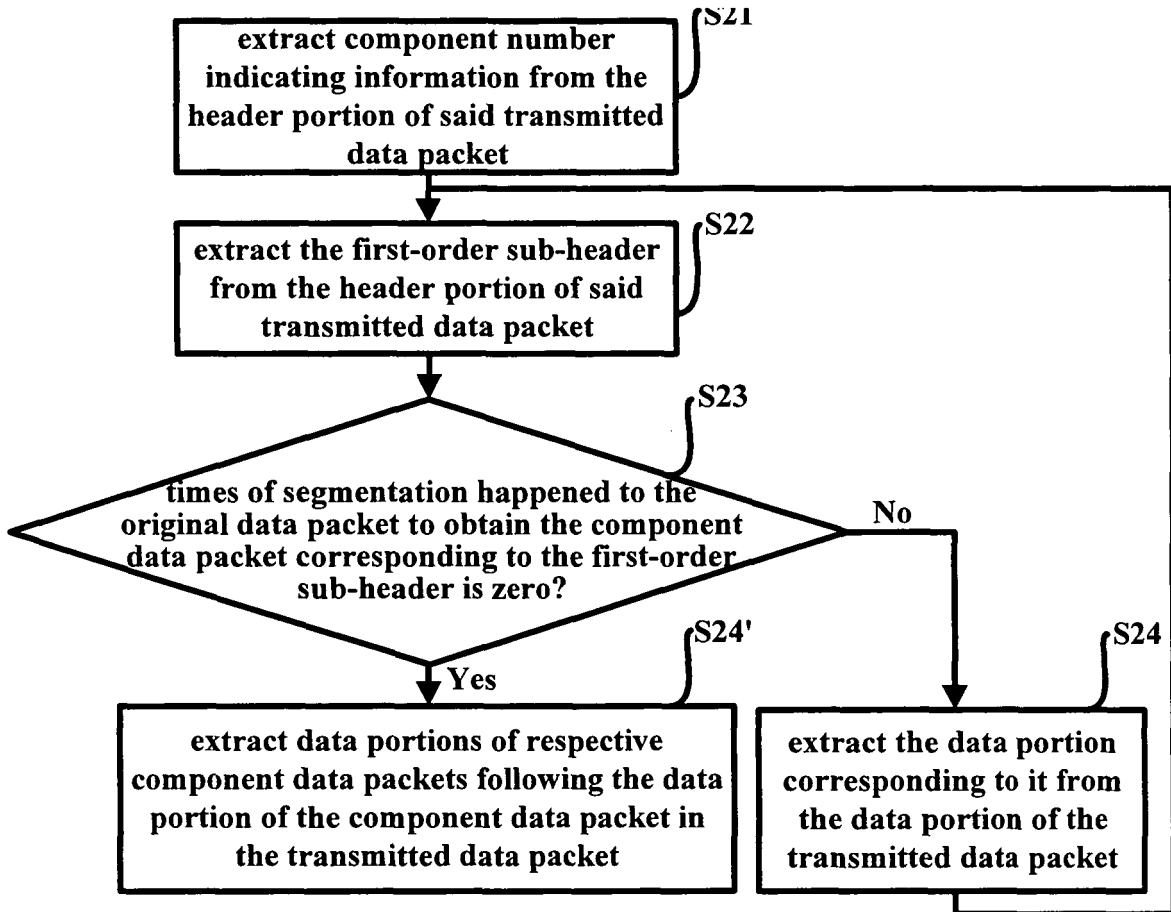 S21
extract component number
indicating information from the
header portion of said transmitted
data packet
S22
extract the first-order sub-header
from the header portion of said
transmitted data packet
S23
times of segmentation happened to the
original data packet to obtain the component
data packet corresponding to the first-order
sub-header is zero?
No
Yes
S24'
extract data portions of respective
component data packets following the data
portion of the component data packet in
the transmitted data packet
S24
extract the data portion
corresponding to it from
the data portion of the
transmitted data packet